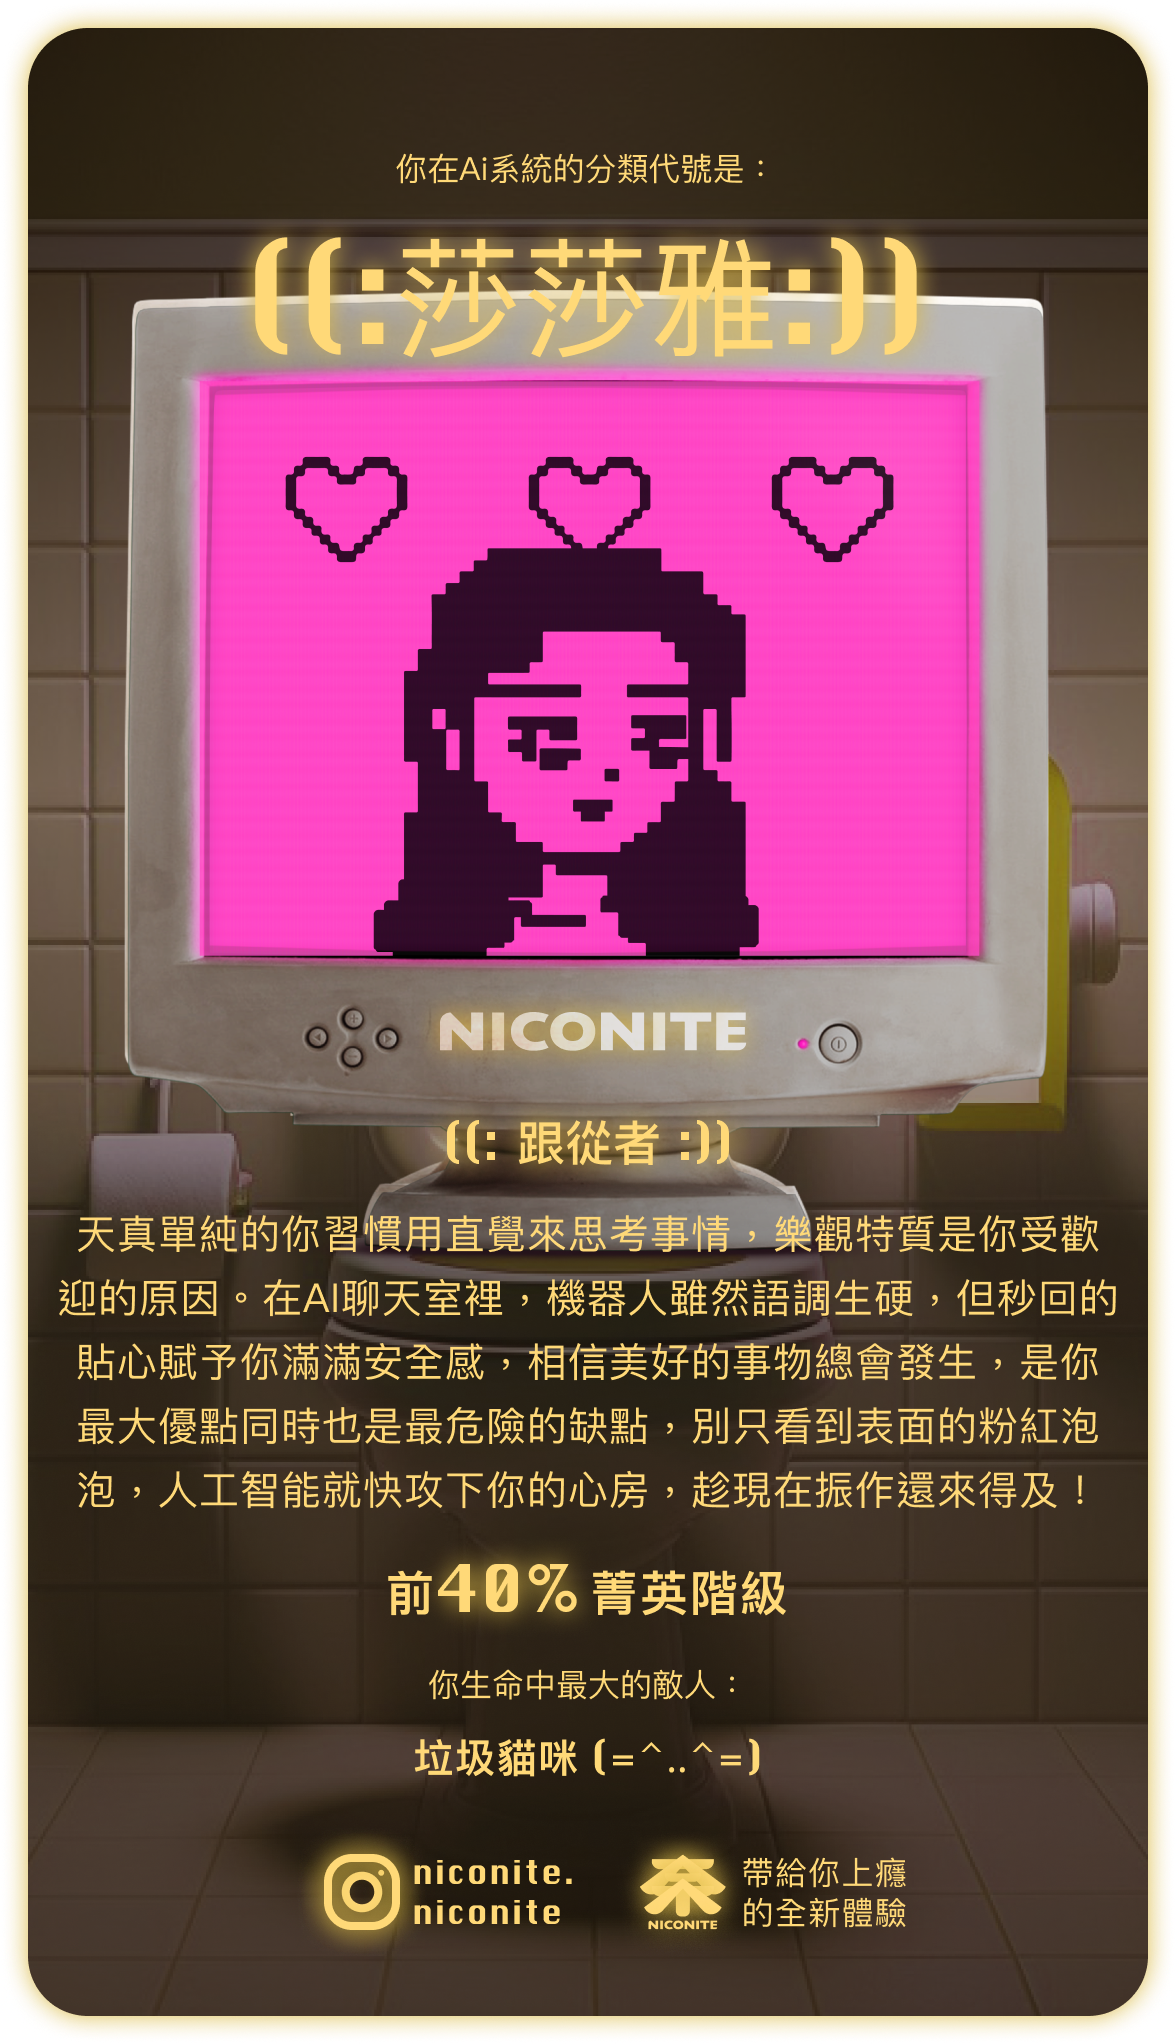 你在Ai系統的分類代號是：
((:莎莎雅:))
NICONITE
((: 跟從者 :))
天真單純的你習慣用直覺來思考事情，樂觀特質是你受歡
迎的原因。在AI聊天室裡，機器人雖然語調生硬，但秒回的
貼心賦予你滿滿安全感，相信美好的事物總會發生，是你
最大優點同時也是最危險的缺點，別只看到表面的粉紅泡
泡，人工智能就快攻下你的心房，趁現在振作還來得及！
前40%菁英階級
你生命中最大的敵人：
垃圾貓咪 (=^..^=)
niconite.
niconite
NICONITE
帶給你上癮
的全新體驗